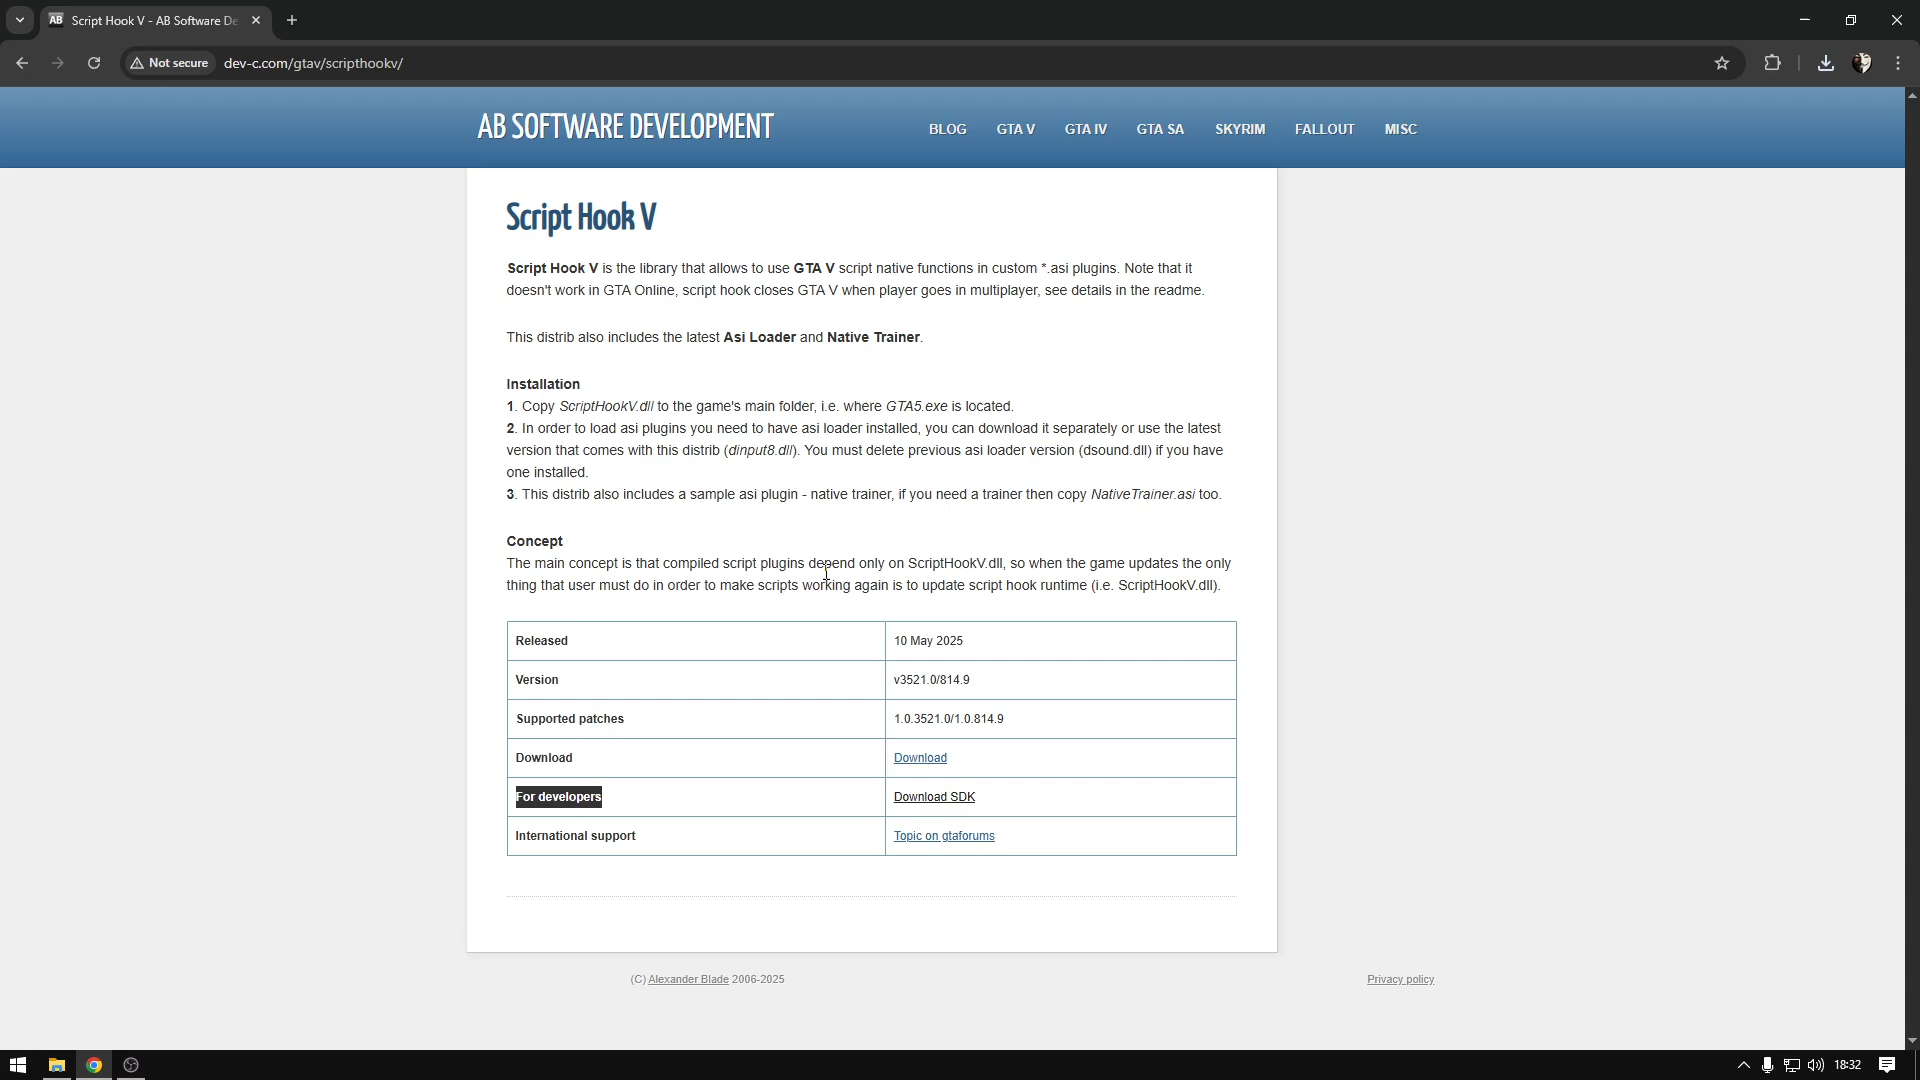 AB Script Hook V - AB Software De
Not secure dev-c.com/gtav/scripthookv/
AB SOFTWARE DEVELOPMENT BLOG GTA V GTA IV GTA SA SKYRIM FALLOUT MISC
Script Hook V
Script Hook V is the library that allows to use GTA V script native functions in custom *.asi plugins. Note that it
doesn't work in GTA Online, script hook closes GTA V when player goes in multiplayer, see details in the readme.
This distrib also includes the latest Asi Loader and Native Trainer.
Installation
1. Copy ScriptHookV.dll to the game's main folder, i.e. where GTA5.exe is located.
2. In order to load asi plugins you need to have asi loader installed, you can download it separately or use the latest
version that comes with this distrib (dinput8.dll). You must delete previous asi loader version (dsound.dll) if you have
one installed.
3. This distrib also includes a sample asi plugin - native trainer, if you need a trainer then copy NativeTrainer.asi too.
Concept
The main concept is that compiled script plugins depend only on ScriptHookV.dll, so when the game updates the only
thing that user must do in order to make scripts working again is to update script hook runtime (i.e. ScriptHookV.dll).
Released 10 May 2025
Version v3521.0/814.9
Supported patches 1.0.3521.0/1.0.814.9
Download Download
For developers Download SDK
International support Topic on gtaforums
(C) Alexander Blade 2006-2025 Privacy policy
18:32